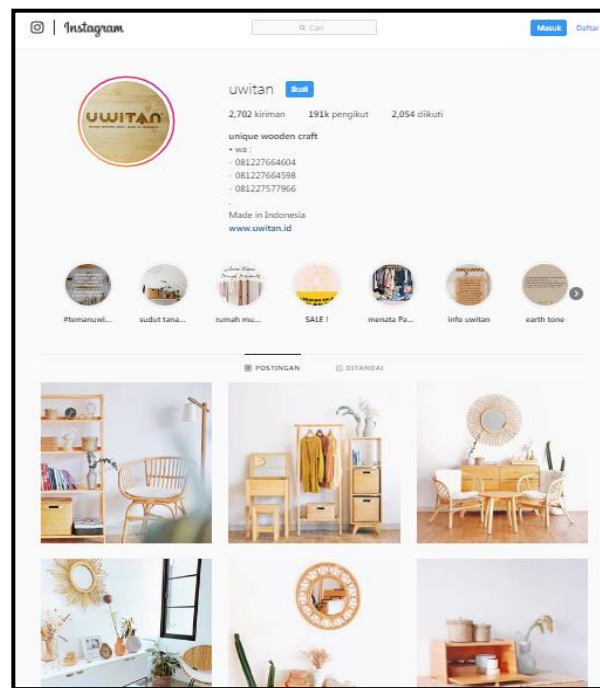 Instagram
Cari
Masuk
Daftar
UWITAN
uwitan
Ikuti
2,702 kiriman 191k pengikut 2,054 diikuti
unique wooden craft
• wa :
- 081227664604
- 081227664598
- 081227577966
.
Made in Indonesia
www.uwitan.id
#temanuwi...
sudut tana...
rumah mu...
SALE !
menata Pa...
info uwitan
earth tone
POSTINGAN
DITANDAI